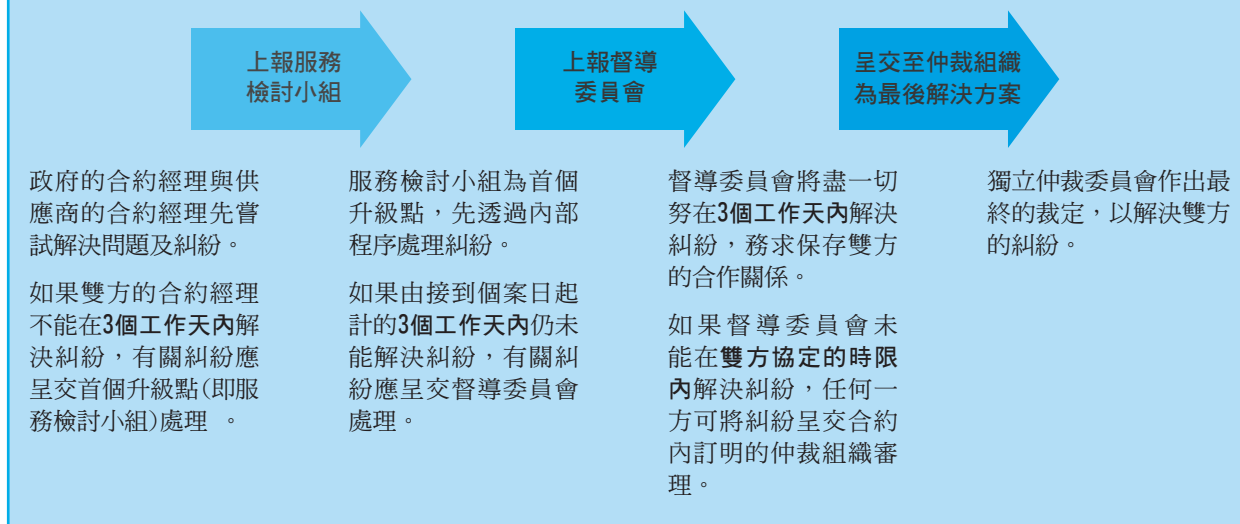 上報服務
檢討小組
上報督導
委員會
呈交至仲裁組織
為最後解決方案
政府的合約經理與供
應商的合約經理先嘗
試解決問題及糾紛。
如果雙方的合約經理
不能在3個工作天內解
決糾紛，有關糾紛應
呈交首個升級點(即服
務檢討小組)處理 。
服務檢討小組為首個
升級點，先透過內部
程序處理糾紛。
如果由接到個案日起
計的3個工作天內仍未
能解決糾紛，有關糾
紛應呈交督導委員會
處理。
督導委員會將盡一切
努在3個工作天內解決
糾紛，務求保存雙方
的合作關係。
如果督導委員會未
能在雙方協定的時限
內解決糾紛，任何一
方可將糾紛呈交合約
內訂明的仲裁組織審
理。
獨立仲裁委員會作出最
終的裁定，以解決雙方
的糾紛。